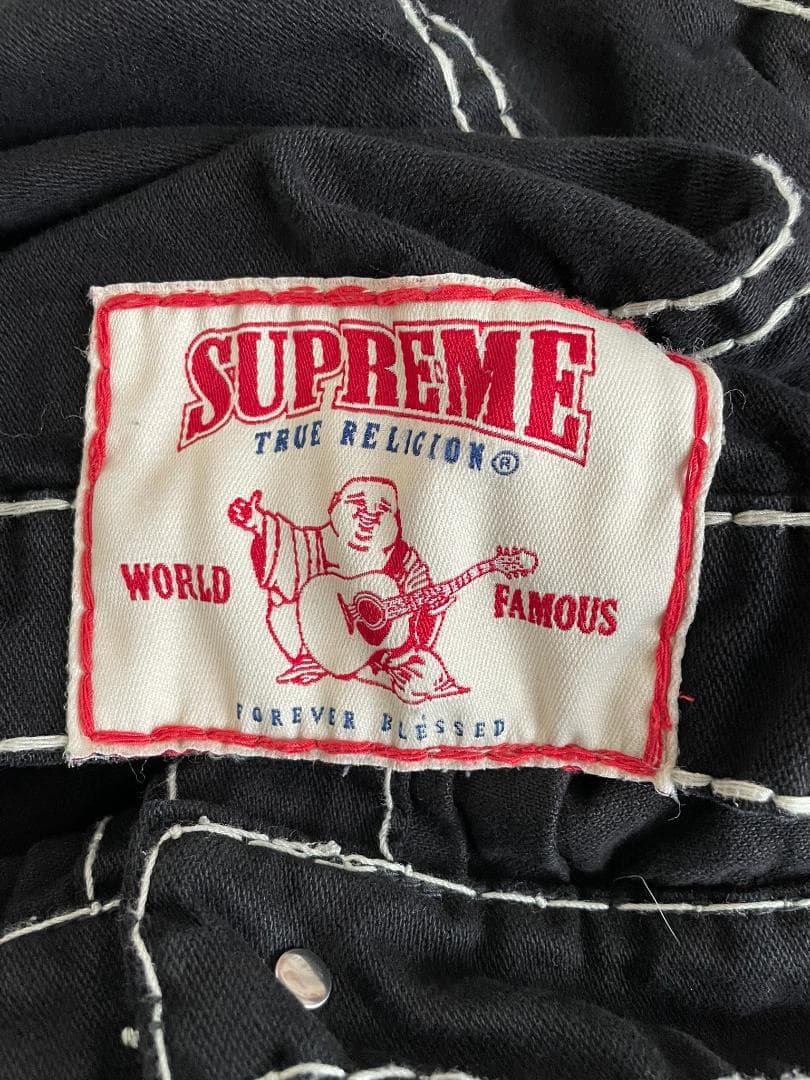 SUPREME
TRUE RELIGION®
WORLD FAMOUS
FOREVER BLESSED